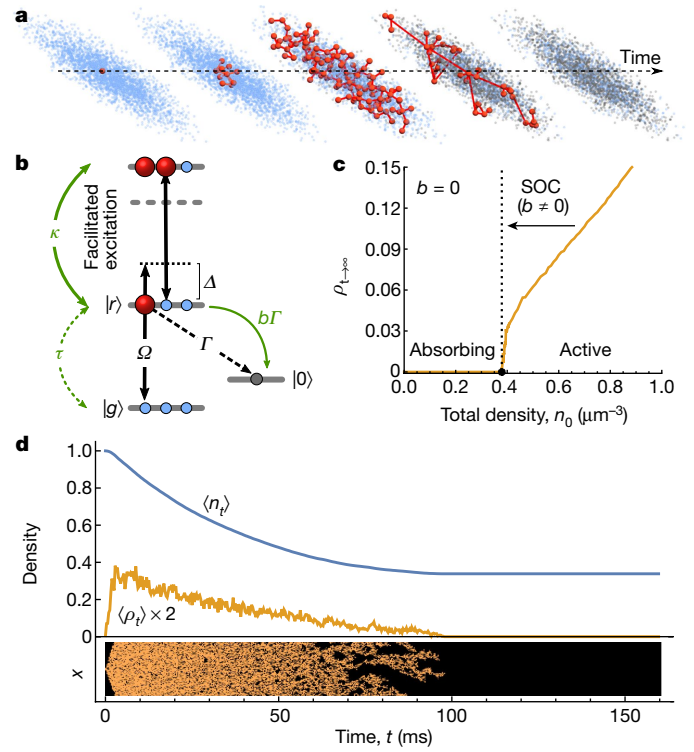 a
Time
b
Facilitated
excitation
κ
Δ
|r⟩
bΓ
τ
Ω
Γ
|0⟩
|g⟩
c
0.15
b = 0
SOC
(b ≠ 0)
0.12
0.09
ρt→∞
0.06
0.03
Absorbing
Active
0
0.0 0.2 0.4 0.6 0.8 1.0
Total density, n₀ (μm⁻³)
d
1.0
0.8
⟨nt⟩
0.6
Density
0.4
0.2
⟨ρt⟩ × 2
0
x
0 50 100 150
Time, t (ms)